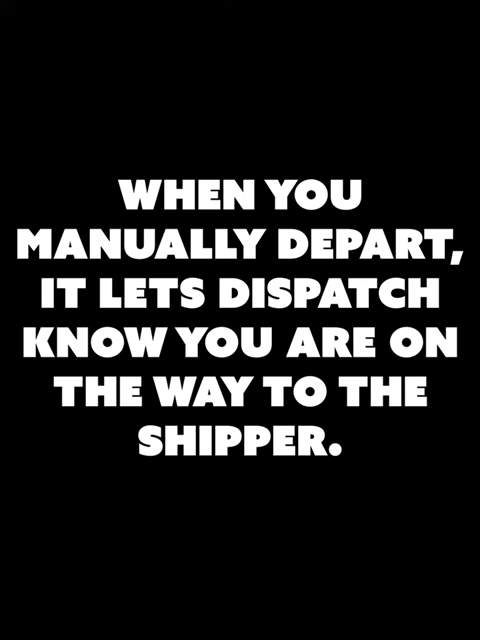 WHEN YOU
MANUALLY DEPART,
IT LETS DISPATCH
KNOW YOU ARE ON
THE WAY TO THE
SHIPPER.